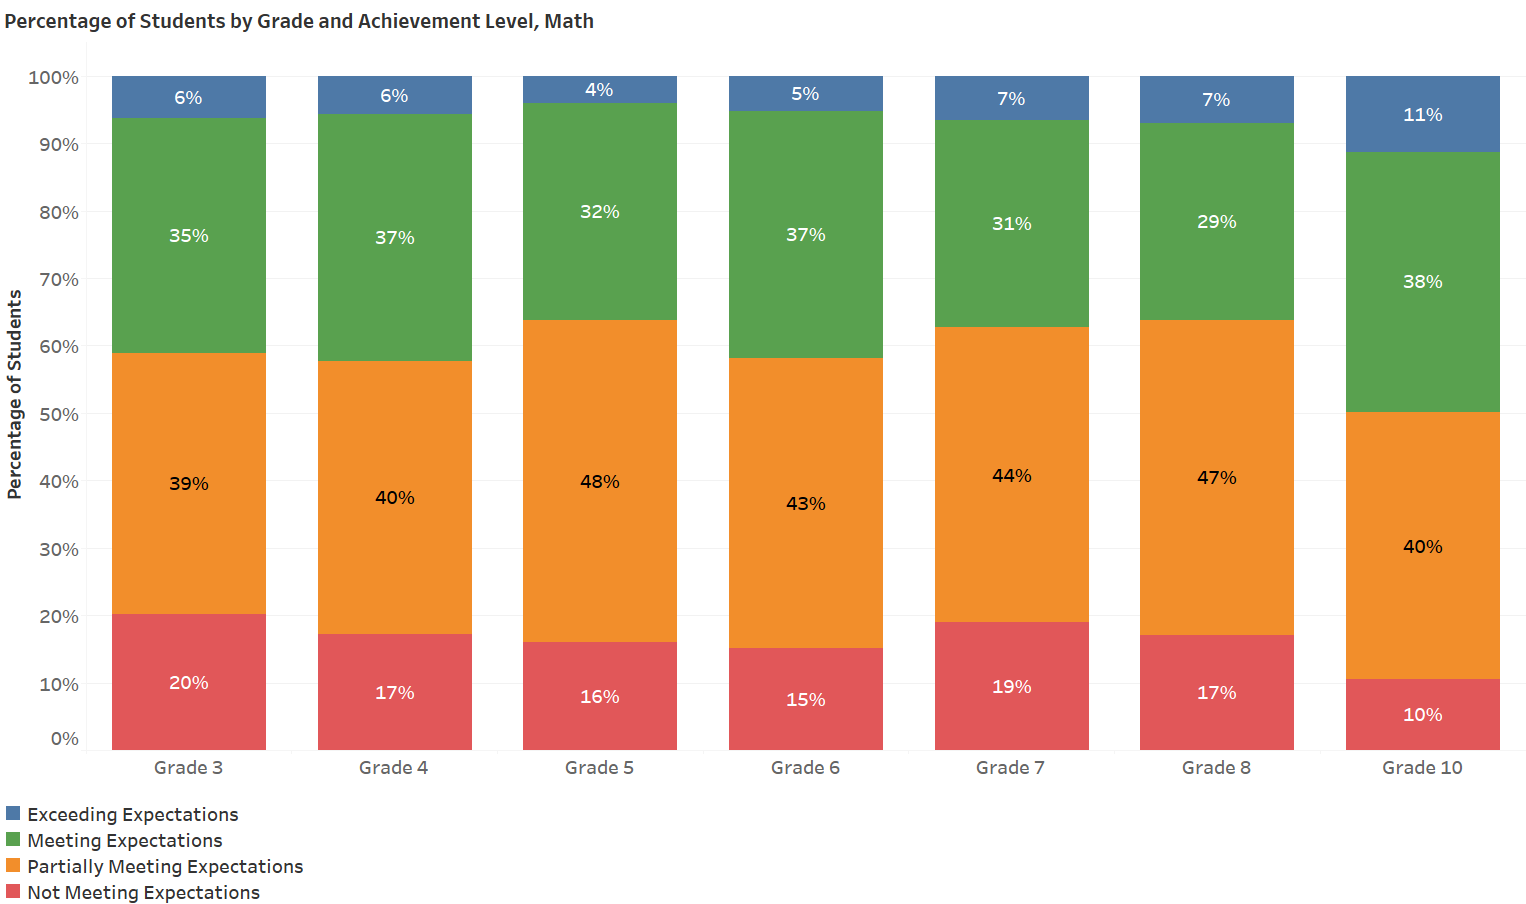 Percentage of Students by Grade and Achievement Level, Math
Percentage of Students
100%
90%
80%
70%
60%
50%
40%
30%
20%
10%
0%
6% 6% 4% 5% 7% 7% 11%
35% 37% 32% 37% 31% 29% 38%
39% 40% 48% 43% 44% 47% 40%
20% 17% 16% 15% 19% 17% 10%
Grade 3 Grade 4 Grade 5 Grade 6 Grade 7 Grade 8 Grade 10
Exceeding Expectations
Meeting Expectations
Partially Meeting Expectations
Not Meeting Expectations